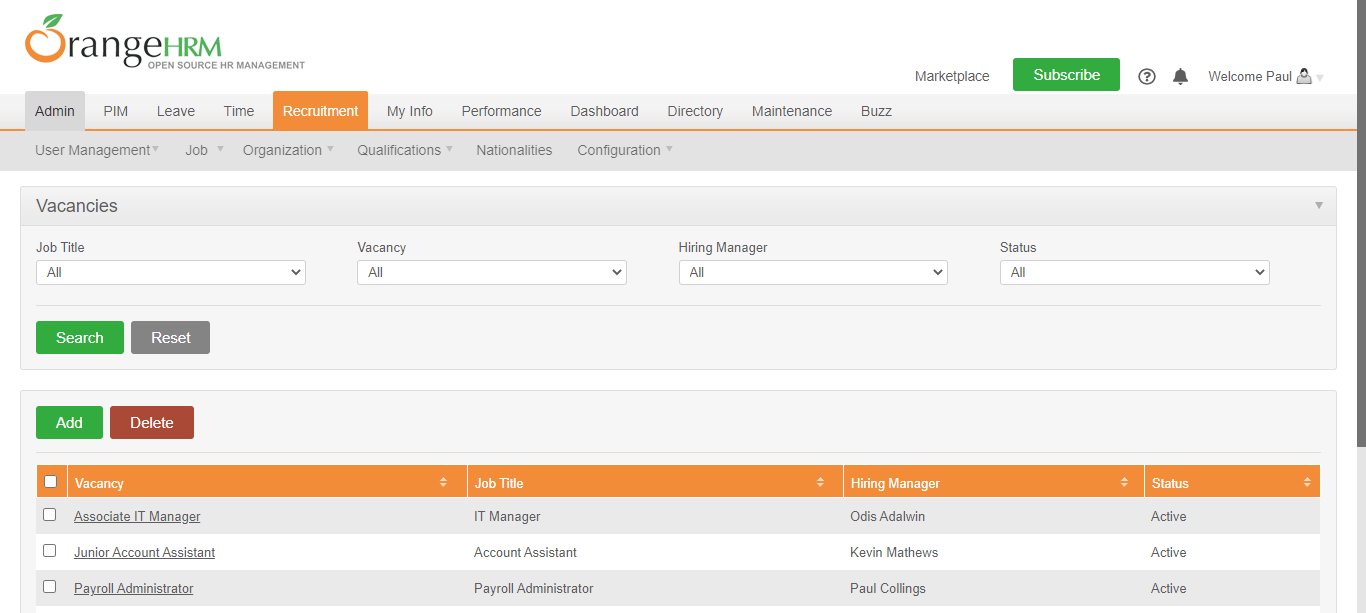 OrangeHRM
OPEN SOURCE HR MANAGEMENT
Marketplace Subscribe Welcome Paul
Admin PIM Leave Time Recruitment My Info Performance Dashboard Directory Maintenance Buzz
User Management Job Organization Qualifications Nationalities Configuration
Vacancies
Job Title Vacancy Hiring Manager Status
All All All All
Search Reset
Add Delete
Vacancy Job Title Hiring Manager Status
Associate IT Manager IT Manager Odis Adalwin Active
Junior Account Assistant Account Assistant Kevin Mathews Active
Payroll Administrator Payroll Administrator Paul Collings Active